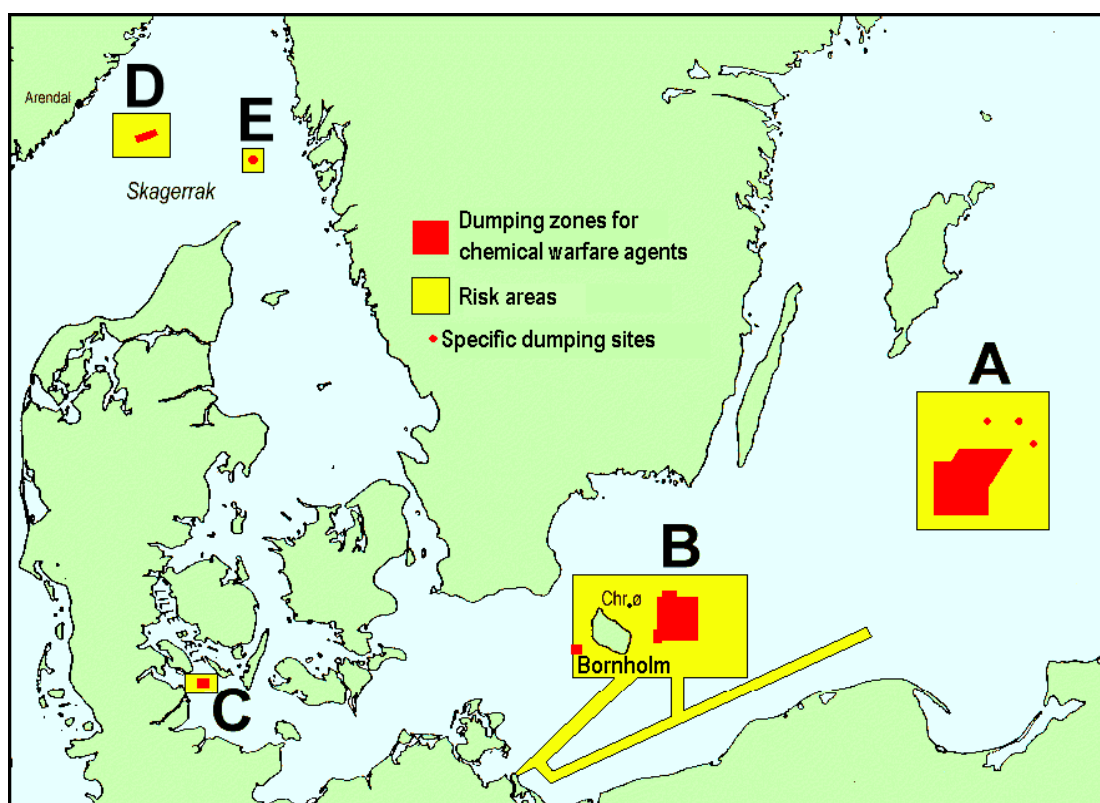 D
Arendal
E
Skagerrak
Dumping zones for
chemical warfare agents
Risk areas
Specific dumping sites
A
B
Chr.ø
Bornholm
C